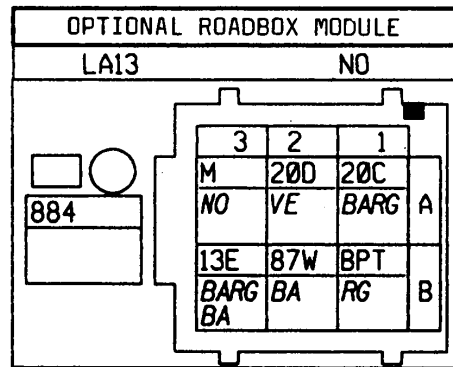 OPTIONAL ROADBOX MODULE
LA13 NO
3 2 1
M 20D 20C
NO VE BARG A
884
13E 87W BPT
BARG BA RG B
BA